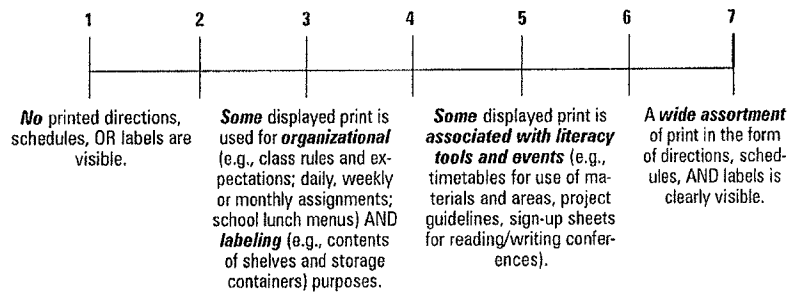 1 2 3 4 5 6 7
No printed directions,
schedules, OR labels are
visible.
Some displayed print is
used for organizational
(e.g., class rules and ex-
pectations; daily, weekly
or monthly assignments;
school lunch menus) AND
labeling (e.g., contents
of shelves and storage
containers) purposes.
Some displayed print is
associated with literacy
tools and events (e.g.,
timetables for use of ma-
terials and areas, project
guidelines, sign-up sheets
for reading/writing confer-
ences).
A wide assortment
of print in the form
of directions, sched-
ules, AND labels is
clearly visible.